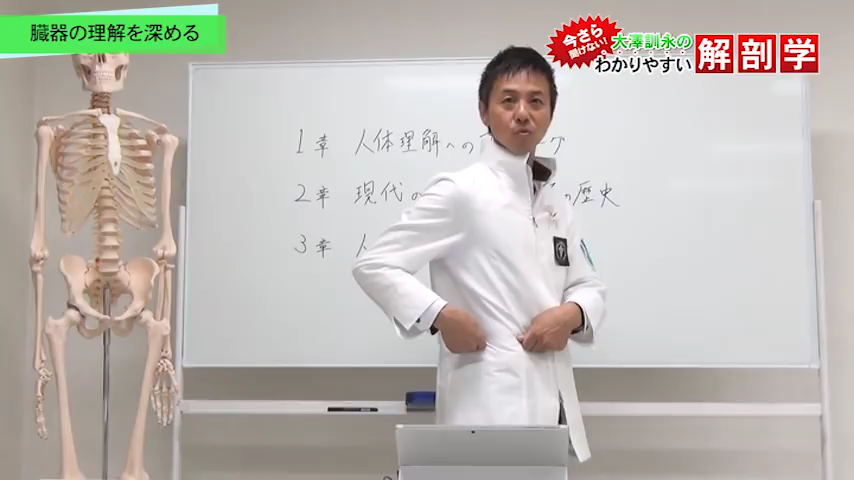 臓器の理解を深める
今さら
聞けない!
大澤訓永の
わかりやすい
解剖学
1章 人体理解への
2章 現代の の歴史
3章 人